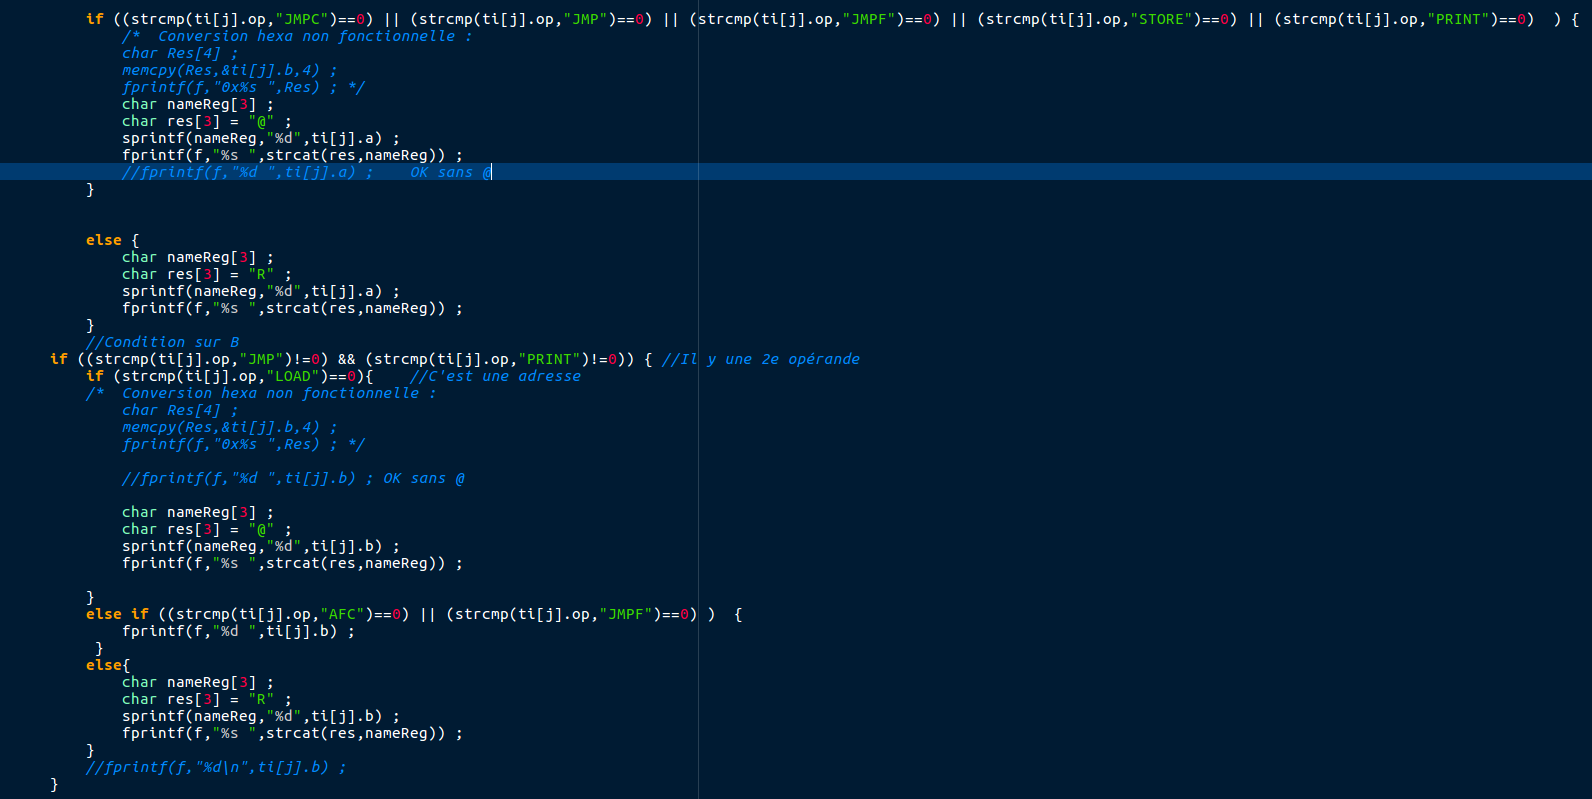 if ((strcmp(ti[j].op,"JMPC")==0) || (strcmp(ti[j].op,"JMP")==0) || (strcmp(ti[j].op,"JMPF")==0) || (strcmp(ti[j].op,"STORE")==0) || (strcmp(ti[j].op,"PRINT")==0)  ) {
/*  Conversion hexa non fonctionnelle :
char Res[4] ;
memcpy(Res,&ti[j].b,4) ;
fprintf(f,"0x%s ",Res) ; */
char nameReg[3] ;
char res[3] = "@" ;
sprintf(nameReg,"%d",ti[j].a) ;
fprintf(f,"%s ",strcat(res,nameReg)) ;
//fprintf(f,"%d ",ti[j].a) ;    OK sans @
}
else {
char nameReg[3] ;
char res[3] = "R" ;
sprintf(nameReg,"%d",ti[j].a) ;
fprintf(f,"%s ",strcat(res,nameReg)) ;
}
//Condition sur B
if ((strcmp(ti[j].op,"JMP")!=0) && (strcmp(ti[j].op,"PRINT")!=0)) { //Il y une 2e opérande
if (strcmp(ti[j].op,"LOAD")==0){    //C'est une adresse
/*  Conversion hexa non fonctionnelle :
char Res[4] ;
memcpy(Res,&ti[j].b,4) ;
fprintf(f,"0x%s ",Res) ; */
//fprintf(f,"%d ",ti[j].b) ; OK sans @
char nameReg[3] ;
char res[3] = "@" ;
sprintf(nameReg,"%d",ti[j].b) ;
fprintf(f,"%s ",strcat(res,nameReg)) ;
}
else if ((strcmp(ti[j].op,"AFC")==0) || (strcmp(ti[j].op,"JMPF")==0) )  {
fprintf(f,"%d ",ti[j].b) ;
}
else{
char nameReg[3] ;
char res[3] = "R" ;
sprintf(nameReg,"%d",ti[j].b) ;
fprintf(f,"%s ",strcat(res,nameReg)) ;
}
//fprintf(f,"%d\n",ti[j].b) ;
}